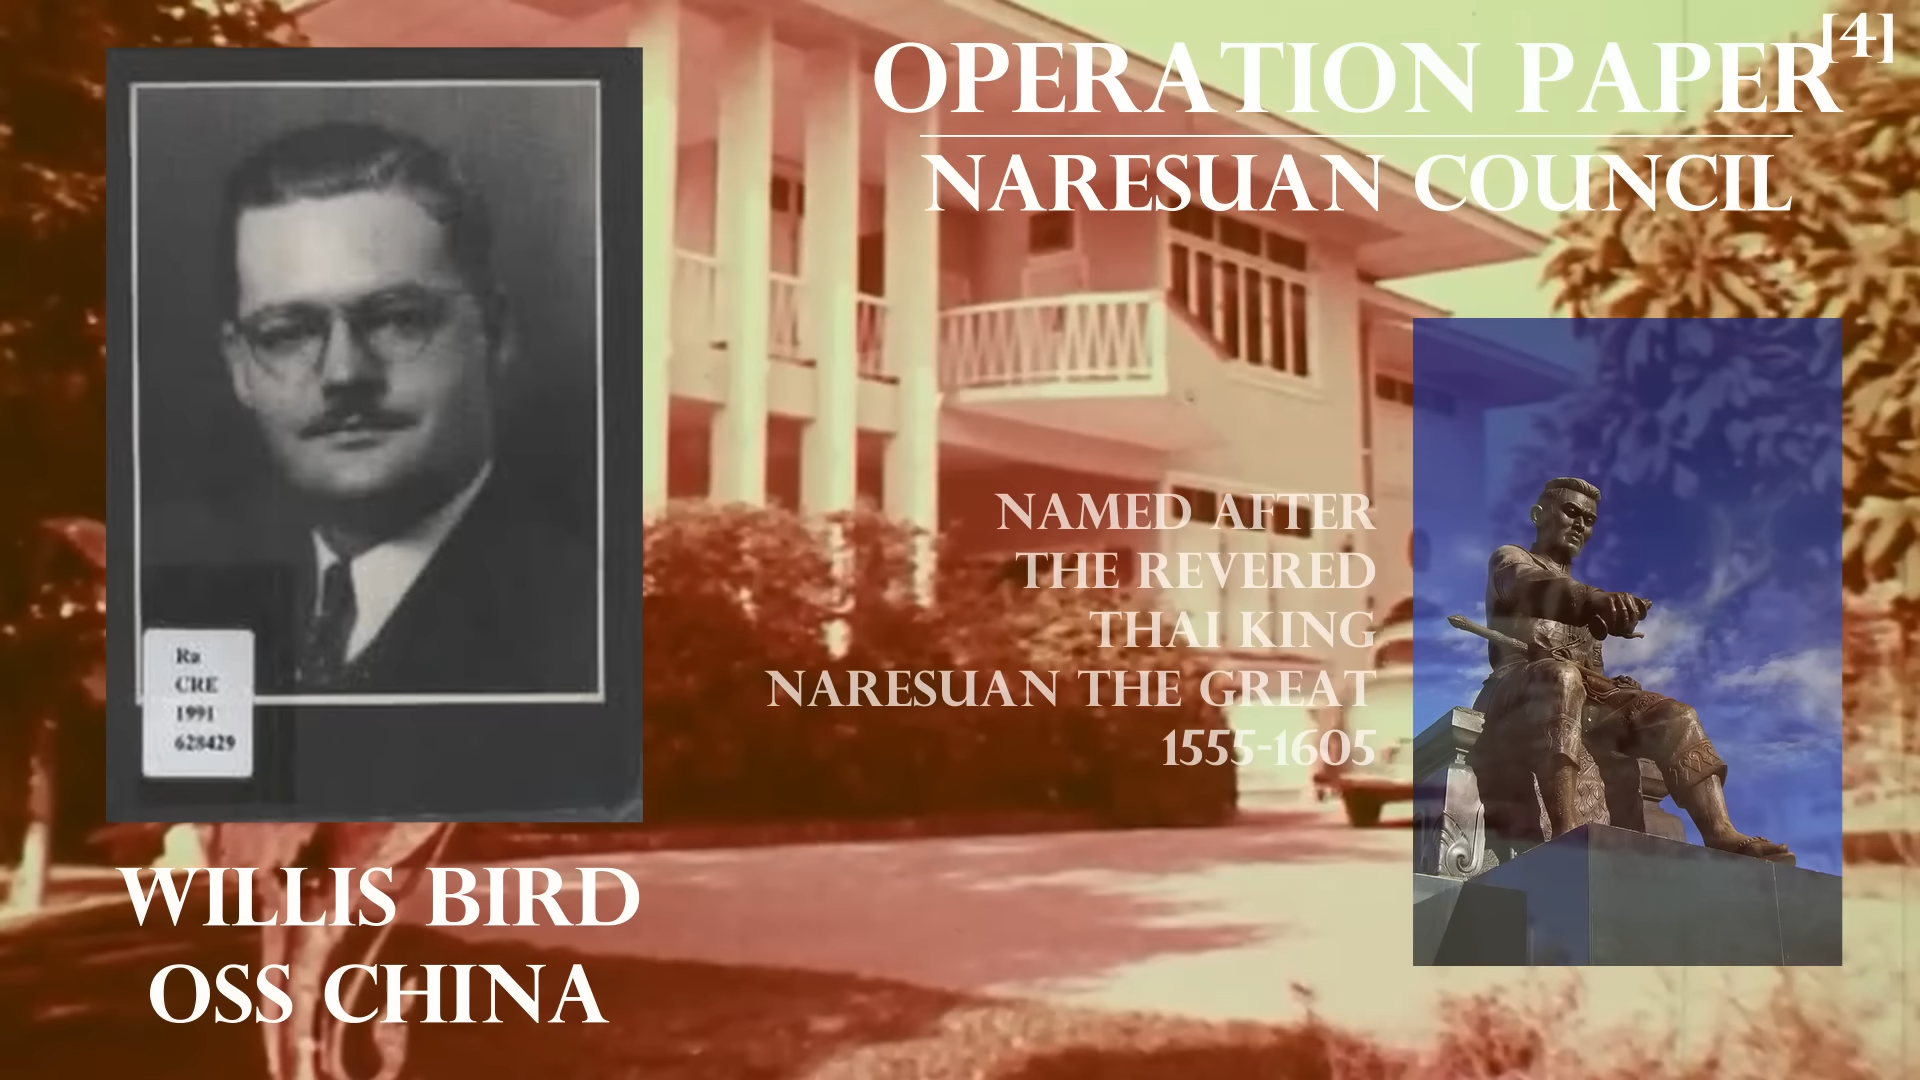 [4]
OPERATION PAPER
NARESUAN COUNCIL
NAMED AFTER
THE REVERED
THAI KING
NARESUAN THE GREAT
1555-1605
Ra
CRE
1991
628429
WILLIS BIRD
OSS CHINA